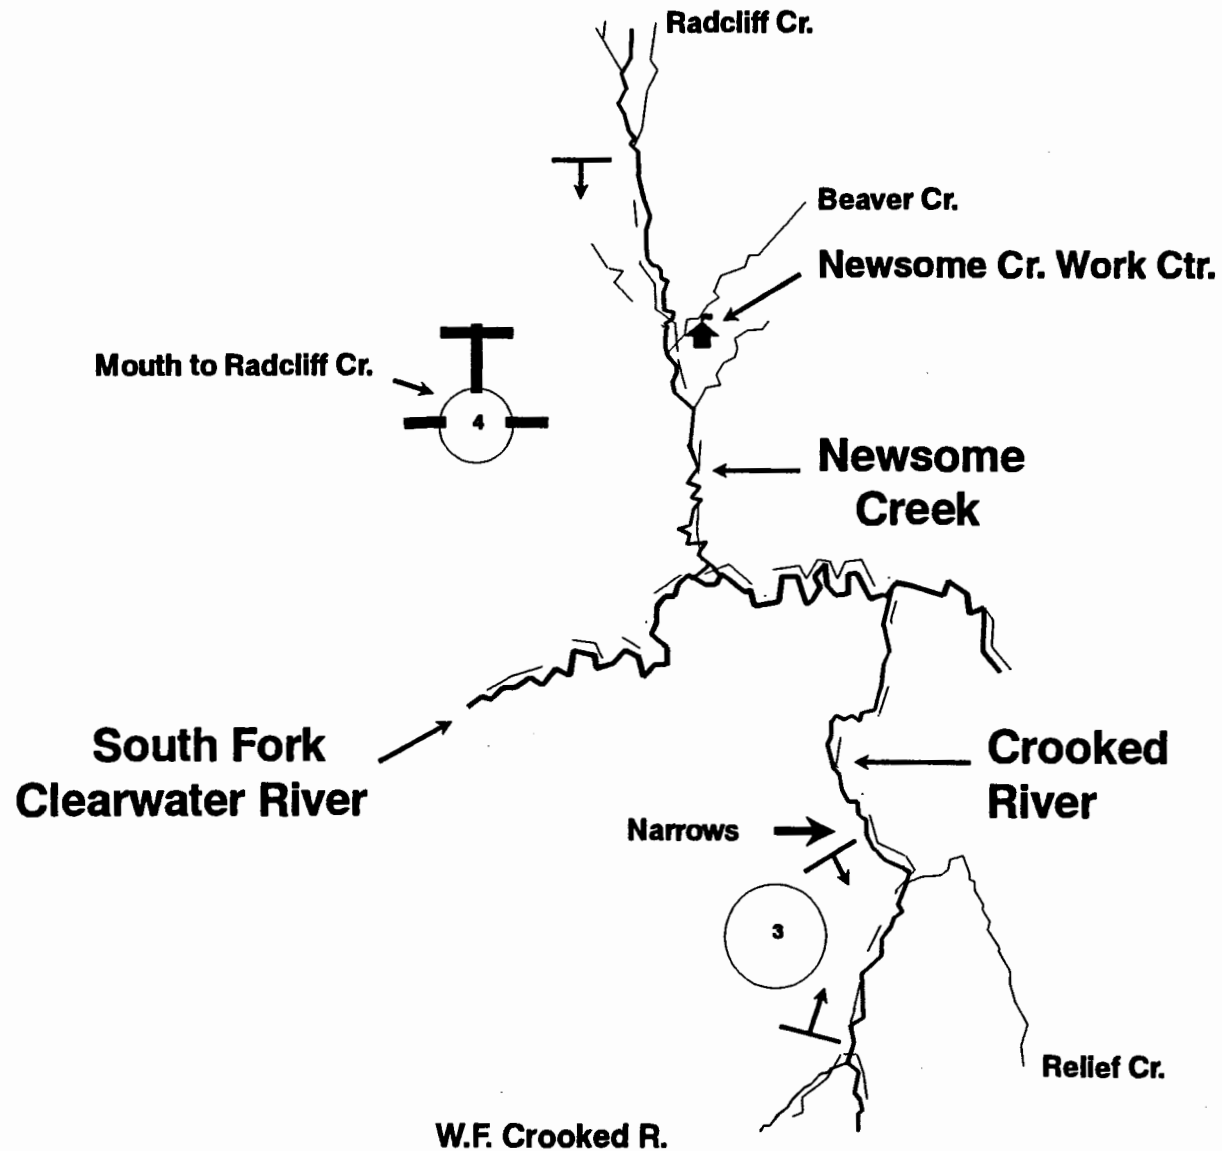 Radcliff Cr.
Beaver Cr.
Newsome Cr. Work Ctr.
Mouth to Radcliff Cr.
4
Newsome
Creek
South Fork
Clearwater River
Crooked
River
Narrows
3
Relief Cr.
W.F. Crooked R.